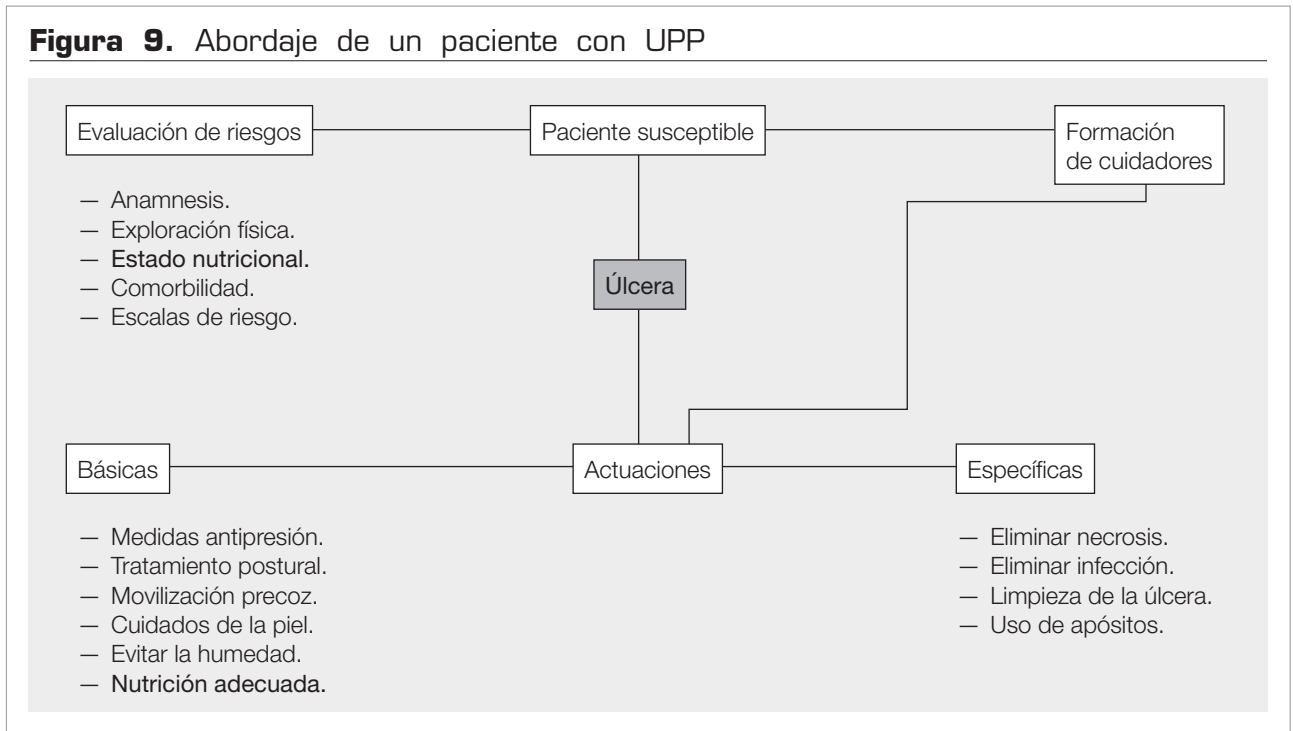 Figura 9. Abordaje de un paciente con UPP
Evaluación de riesgos
Paciente susceptible
Formación
de cuidadores
— Anamnesis.
— Exploración física.
— Estado nutricional.
— Comorbilidad.
— Escalas de riesgo.
Úlcera
Básicas
Actuaciones
Específicas
— Medidas antipresión.
— Tratamiento postural.
— Movilización precoz.
— Cuidados de la piel.
— Evitar la humedad.
— Nutrición adecuada.
— Eliminar necrosis.
— Eliminar infección.
— Limpieza de la úlcera.
— Uso de apósitos.